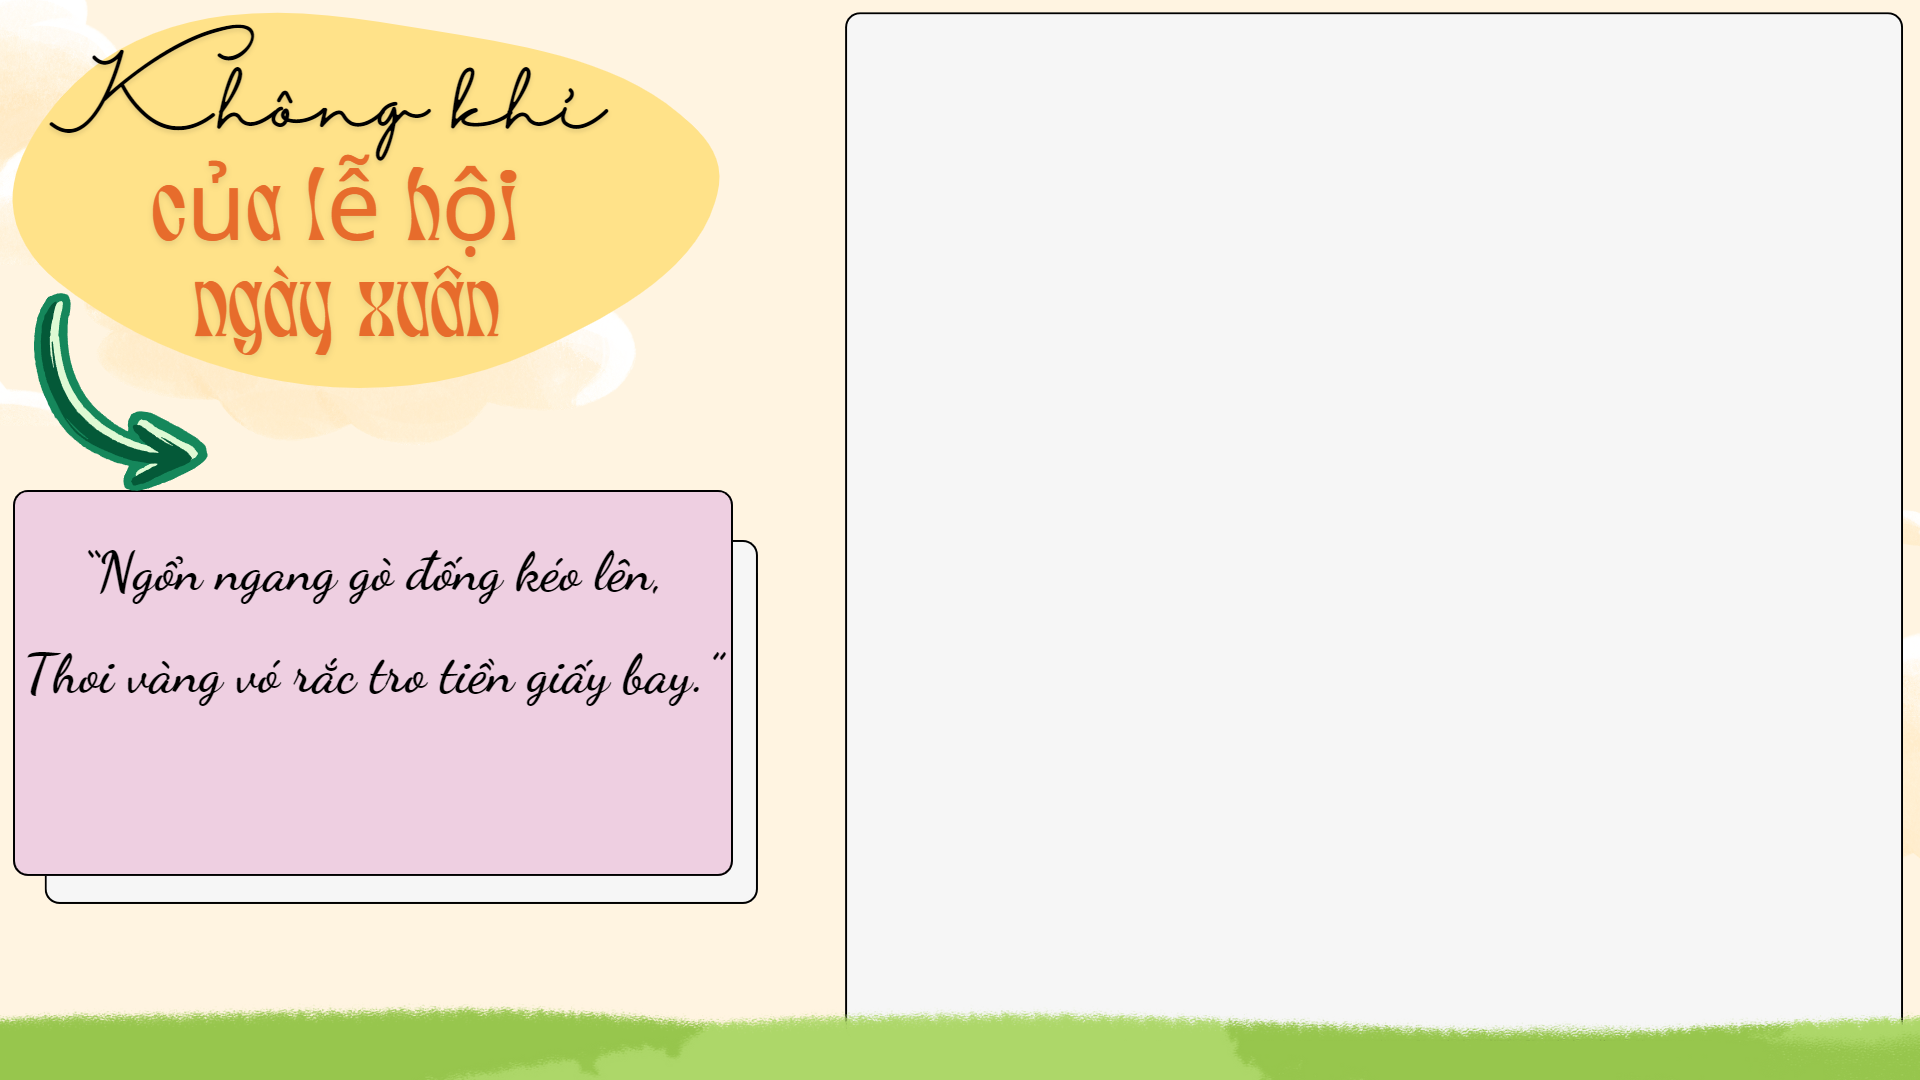 Không khỉ
của lễ hội
ngày xuân
“Ngổn ngang gò đống kéo lên,
Thoi vàng vó rắc tro tiền giấy bay.”